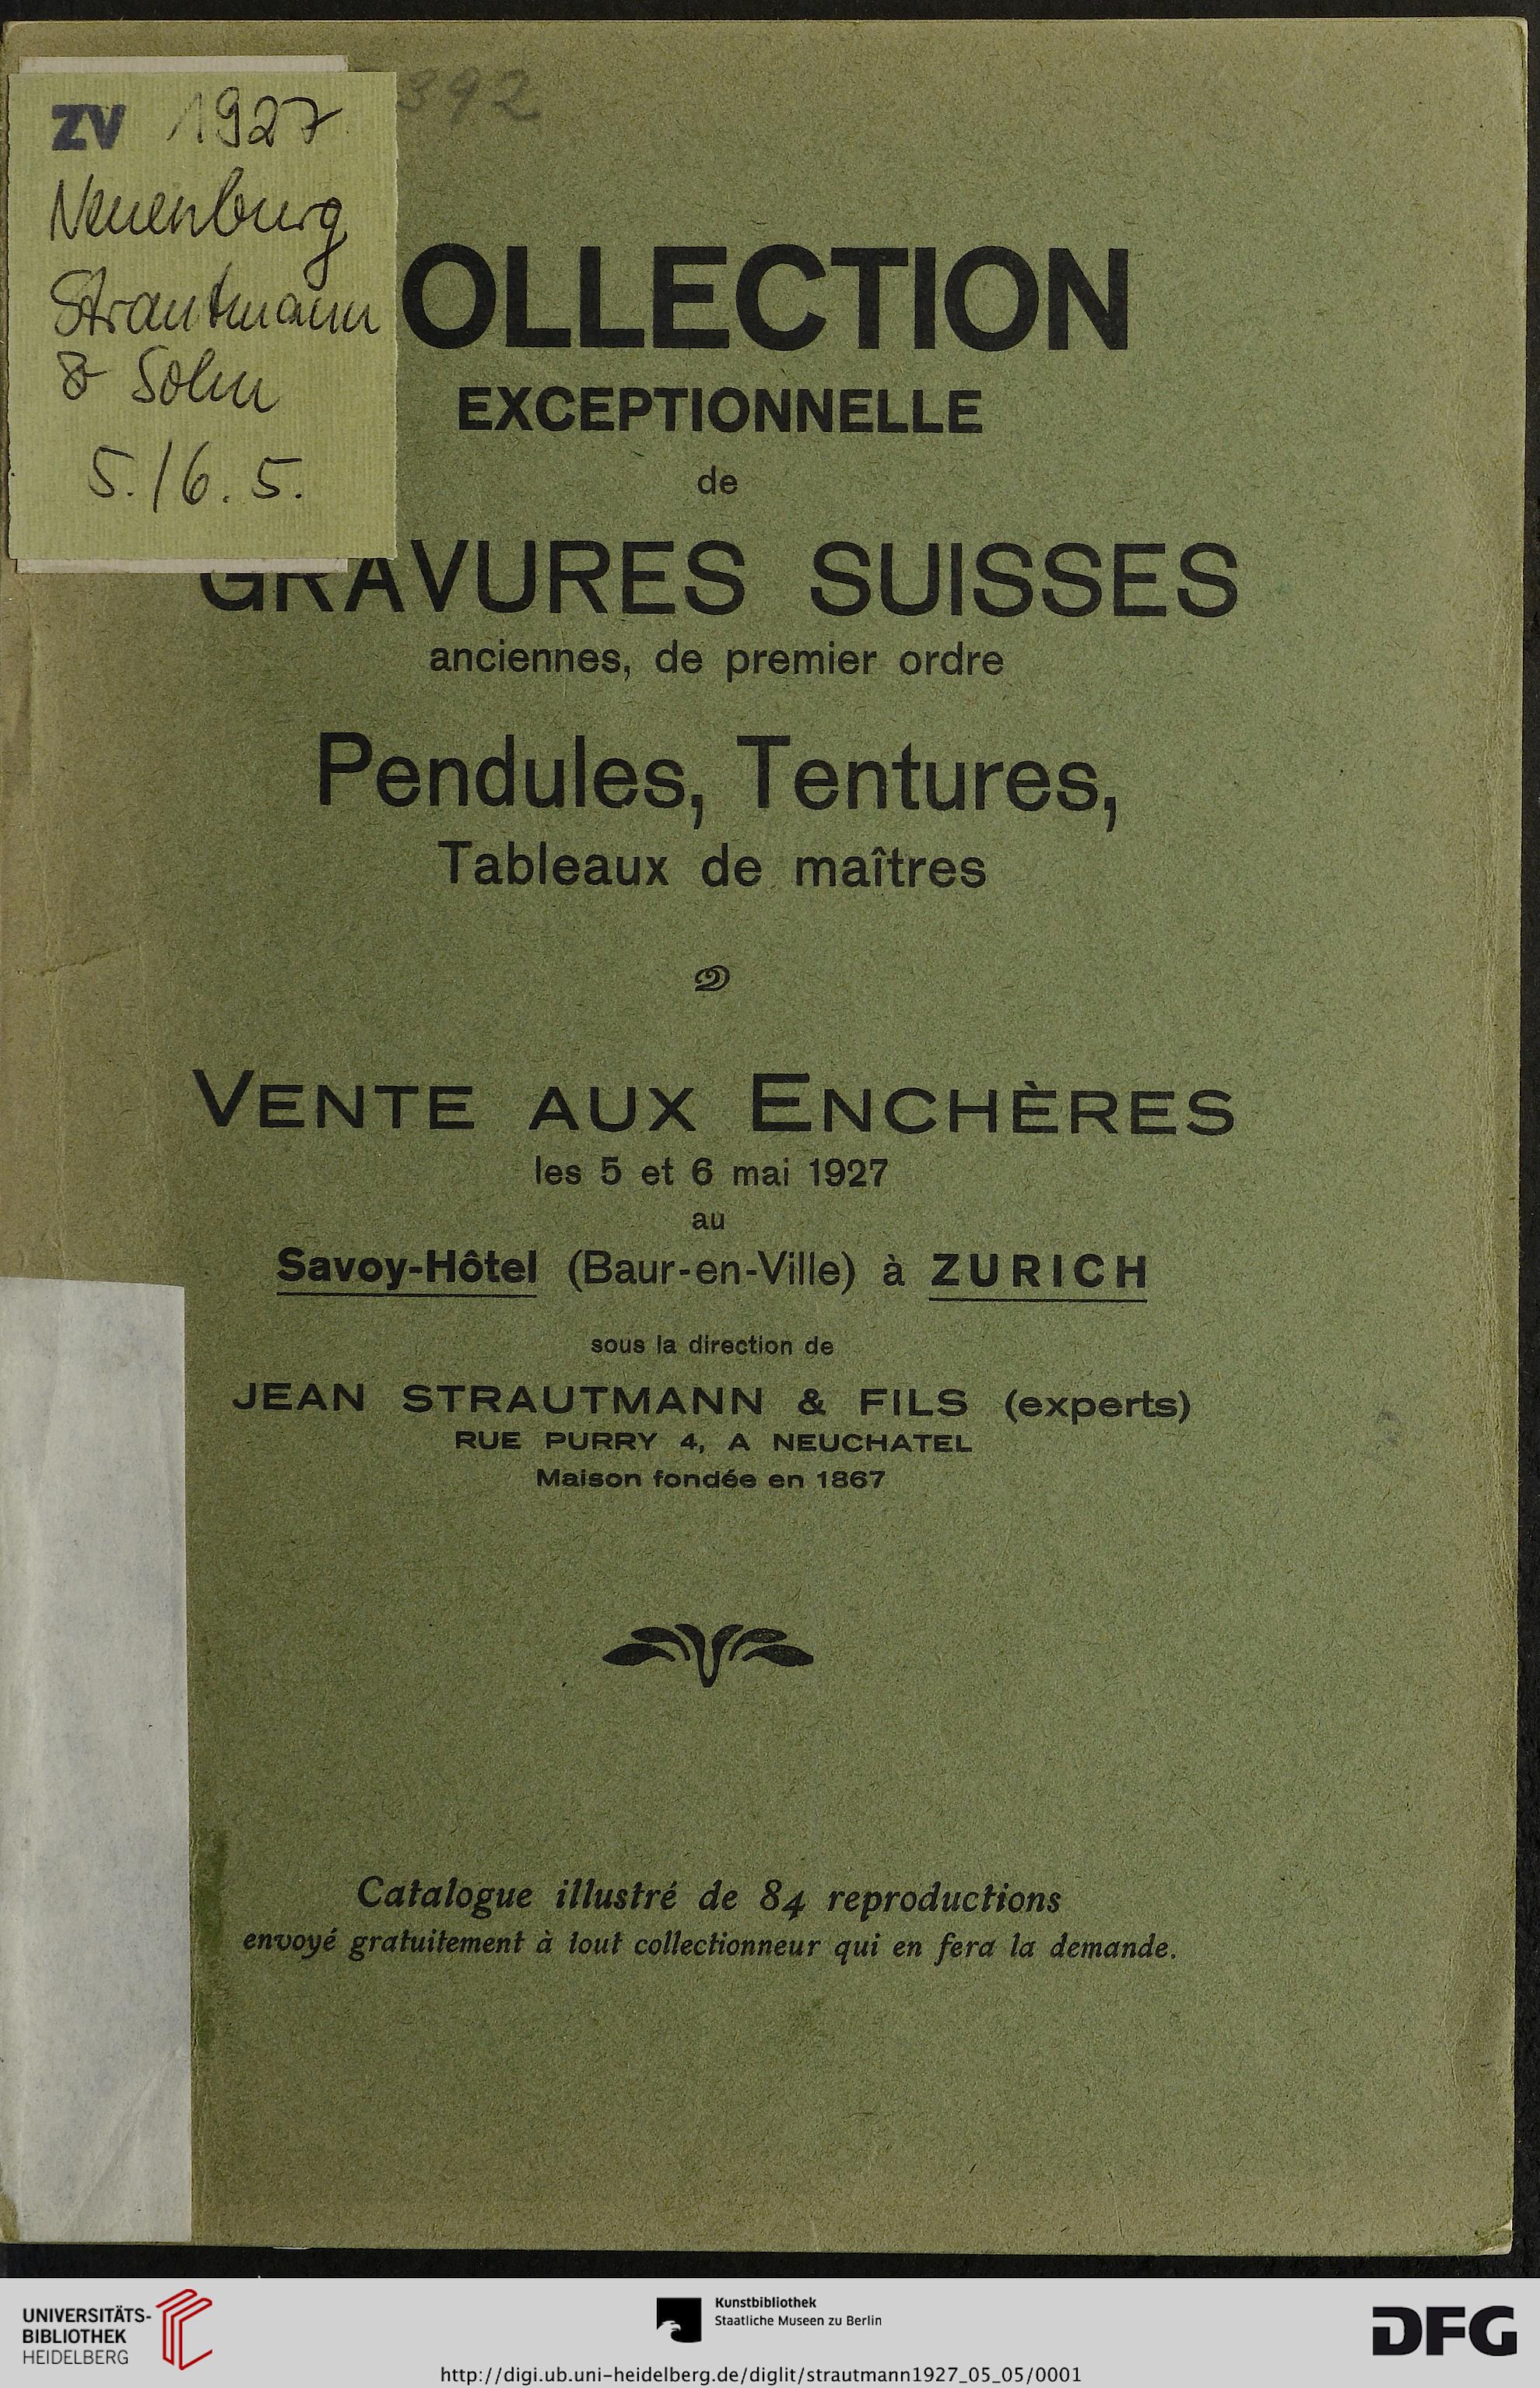 392
ZV 1927
Neuenburg
Strautmann
& Sohn
5./6. 5.
OLLECTION
EXCEPTIONNELLE
de
GRAVURES SUISSES
anciennes, de premier ordre
Pendules, Tentures,
Tableaux de maîtres
VENTE AUX ENCHÈRES
les 5 et 6 mai 1927
au
Savoy-Hôtel (Baur-en-Ville) à ZURICH
sous la direction de
JEAN STRAUTMANN & FILS (experts)
RUE PURRY 4, A NEUCHATEL
Maison fondée en 1867
Catalogue illustré de 84 reproductions
envoyé gratuitement à tout collectionneur qui en fera la demande.
UNIVERSITÄTS-
BIBLIOTHEK
HEIDELBERG
Kunstbibliothek
Staatliche Museen zu Berlin
DFG
http://digi.ub.uni-heidelberg.de/diglit/strautmann1927_05_05/0001